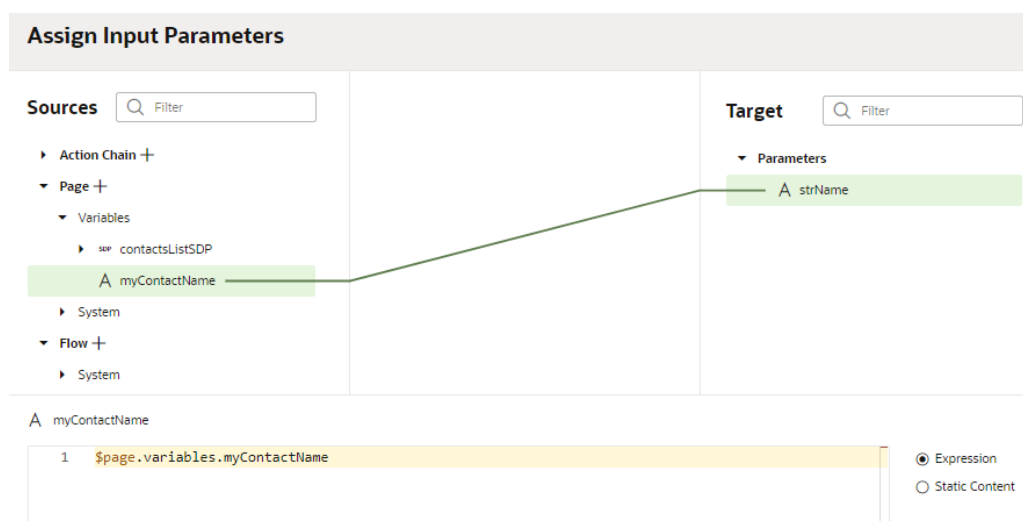 Assign Input Parameters
Sources
Filter
Target
Filter
Action Chain
Page
Variables
SDP contactsListSDP
A myContactName
System
Flow
System
Parameters
A strName
A myContactName
1 $page.variables.myContactName
Expression
Static Content